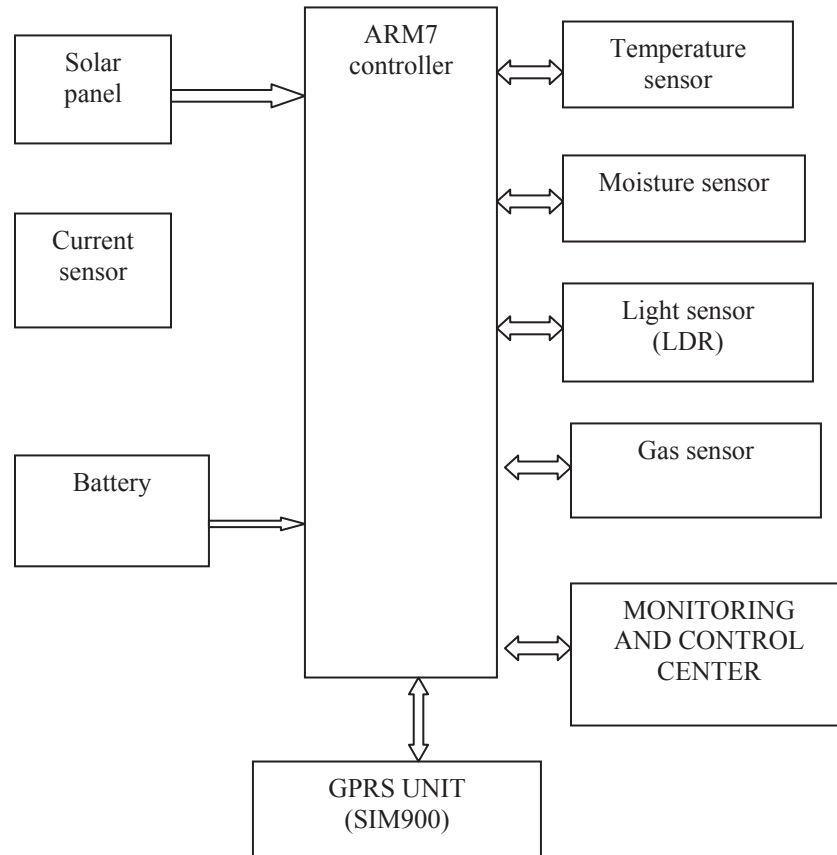 ARM7
controller
Solar
panel
Current
sensor
Battery
Temperature
sensor
Moisture sensor
Light sensor
(LDR)
Gas sensor
MONITORING
AND CONTROL
CENTER
GPRS UNIT
(SIM900)